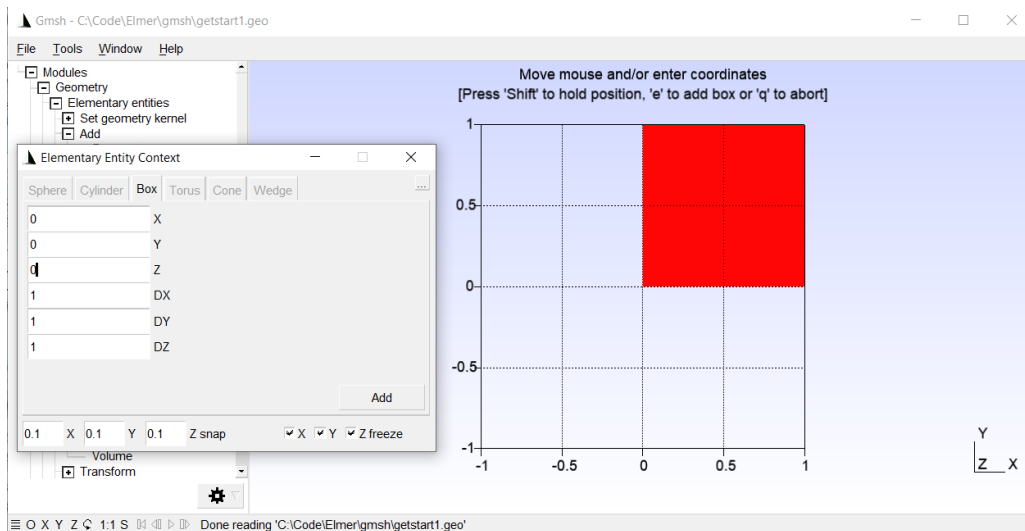 Gmsh - C:\Code\Elmer\gmsh\getstart1.geo
File Tools Window Help
Modules
Geometry
Elementary entities
Set geometry kernel
Add
Elementary Entity Context
Sphere Cylinder Box Torus Cone Wedge ...
0 X
0 Y
0 Z
1 DX
1 DY
1 DZ
Add
0.1 X 0.1 Y 0.1 Z snap X Y Z freeze
Volume
Transform
Move mouse and/or enter coordinates
[Press 'Shift' to hold position, 'e' to add box or 'q' to abort]
1
0.5
0
-0.5
-1
-1 -0.5 0 0.5 1
Y
Z X
O X Y Z 1:1 S Done reading 'C:\Code\Elmer\gmsh\getstart1.geo'